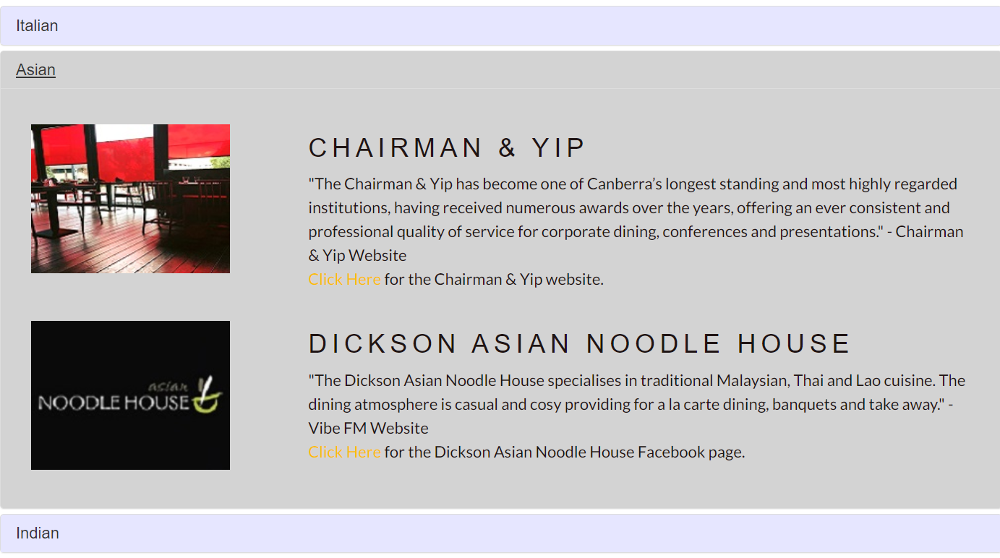 Italian
Asian
CHAIRMAN & YIP
"The Chairman & Yip has become one of Canberra’s longest standing and most highly regarded
institutions, having received numerous awards over the years, offering an ever consistent and
professional quality of service for corporate dining, conferences and presentations." - Chairman
& Yip Website
Click Here for the Chairman & Yip website.
asian
NOODLE HOUSE
DICKSON ASIAN NOODLE HOUSE
"The Dickson Asian Noodle House specialises in traditional Malaysian, Thai and Lao cuisine. The
dining atmosphere is casual and cosy providing for a la carte dining, banquets and take away." -
Vibe FM Website
Click Here for the Dickson Asian Noodle House Facebook page.
Indian